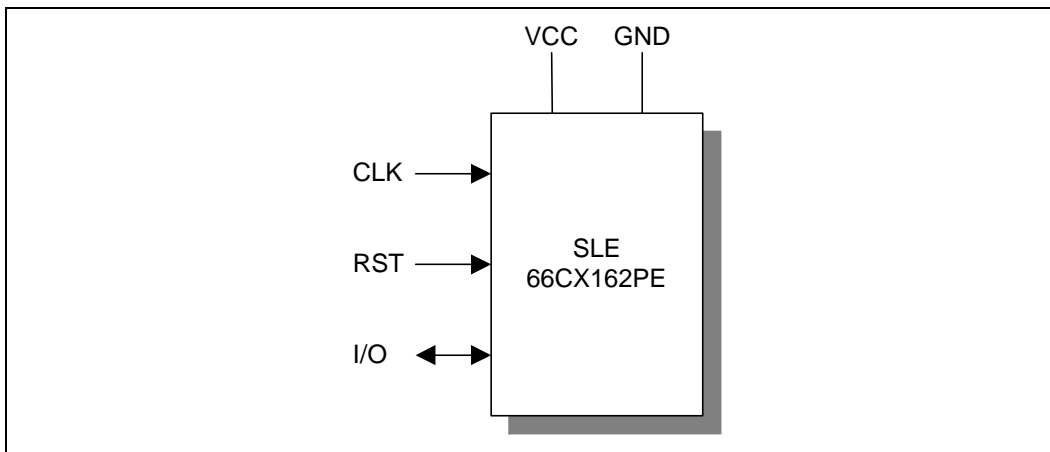 VCC GND
CLK
RST
SLE
66CX162PE
I/O